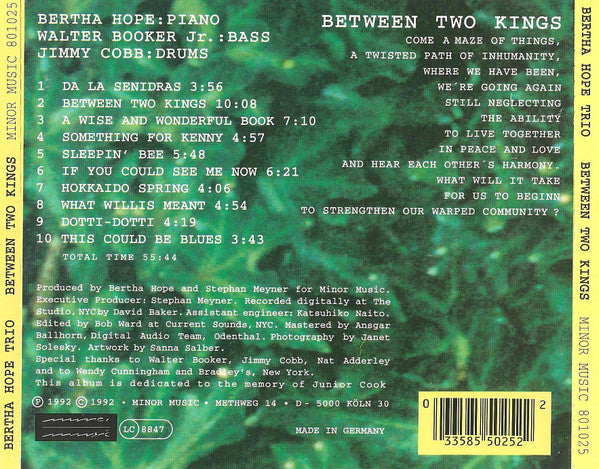 BERTHA HOPE TRIO BETWEEN TWO KINGS MINOR MUSIC 801025
BERTHA HOPE:PIANO
WALTER BOOKER Jr.:BASS
JIMMY COBB:DRUMS
1 DA LA SENIDRAS 3:56
2 BETWEEN TWO KINGS 10:08
3 A WISE AND WONDERFUL BOOK 7:10
4 SOMETHING FOR KENNY 4:57
5 SLEEPIN' BEE 5:48
6 IF YOU COULD SEE ME NOW 6:21
7 HOKKAIDO SPRING 4:06
8 WHAT WILLIS MEANT 4:54
9 DOTTI-DOTTI 4:19
10 THIS COULD BE BLUES 3:43
TOTAL TIME 55:44
BETWEEN TWO KINGS
COME A MAZE OF THINGS,
A TWISTED PATH OF INHUMANITY,
WHERE WE HAVE BEEN,
WE´RE GOING AGAIN
STILL NEGLECTING
THE ABILITY
TO LIVE TOGETHER
IN PEACE AND LOVE
AND HEAR EACH OTHER´S HARMONY.
WHAT WILL IT TAKE
FOR US TO BEGINN
TO STRENGTHEN OUR WARPED COMMUNITY ?
Produced by Bertha Hope and Stephan Meyner for Minor Music.
Executive Producer: Stephan Meyner. Recorded digitally at The
Studio, NYC by David Baker. Assistant engineer: Katsuhiko Naito.
Edited by Bob Ward at Current Sounds, NYC. Mastered by Ansgar
Ballhorn, Digital Audio Team, Odenthal. Photography by Janet
Solesky. Artwork by Sanna Salber.
Special thanks to Walter Booker, Jimmy Cobb, Nat Adderley
and to Wendy Cunningham and Bradley's, New York.
This album is dedicated to the memory of Junior Cook
℗ 1992 © 1992 · MINOR MUSIC · METHWEG 14 · D - 5000 KÖLN 30
minor music
LC 8847
MADE IN GERMANY
0 33585 50252 2
BERTHA HOPE TRIO BETWEEN TWO KINGS MINOR MUSIC 801025